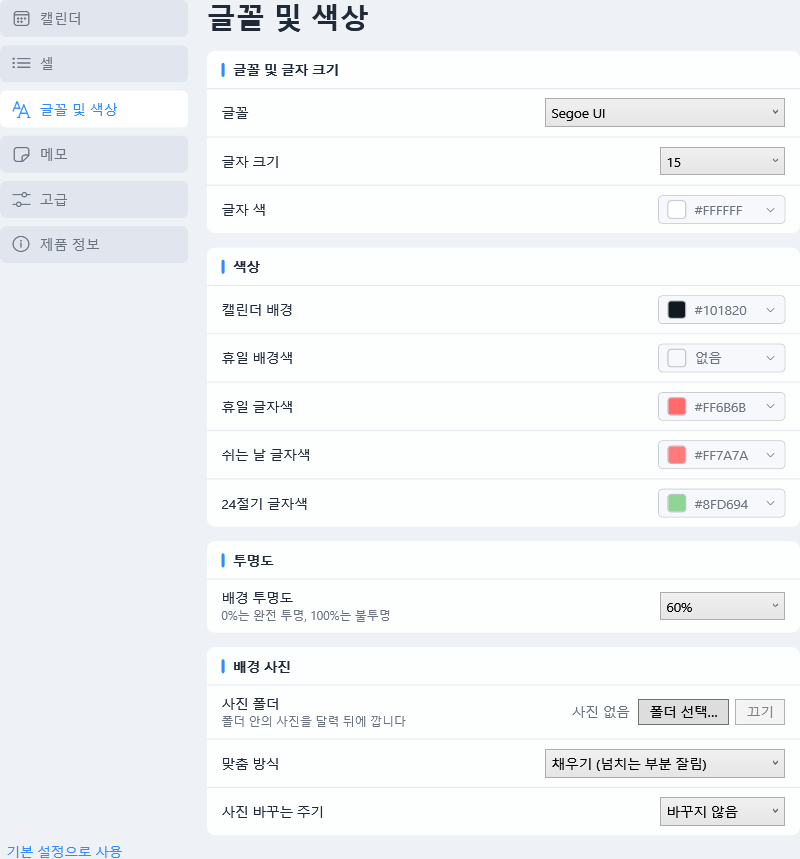 캘린더
셀
글꼴 및 색상
메모
고급
제품 정보
기본 설정으로 사용
글꼴 및 색상
글꼴 및 글자 크기
글꼴
Segoe UI
글자 크기
15
글자 색
#FFFFFF
색상
캘린더 배경
#101820
휴일 배경색
없음
휴일 글자색
#FF6B6B
쉬는 날 글자색
#FF7A7A
24절기 글자색
#8FD694
투명도
배경 투명도
0%는 완전 투명, 100%는 불투명
60%
배경 사진
사진 폴더
폴더 안의 사진을 달력 뒤에 깝니다
사진 없음
폴더 선택...
끄기
맞춤 방식
채우기 (넘치는 부분 잘림)
사진 바꾸는 주기
바꾸지 않음